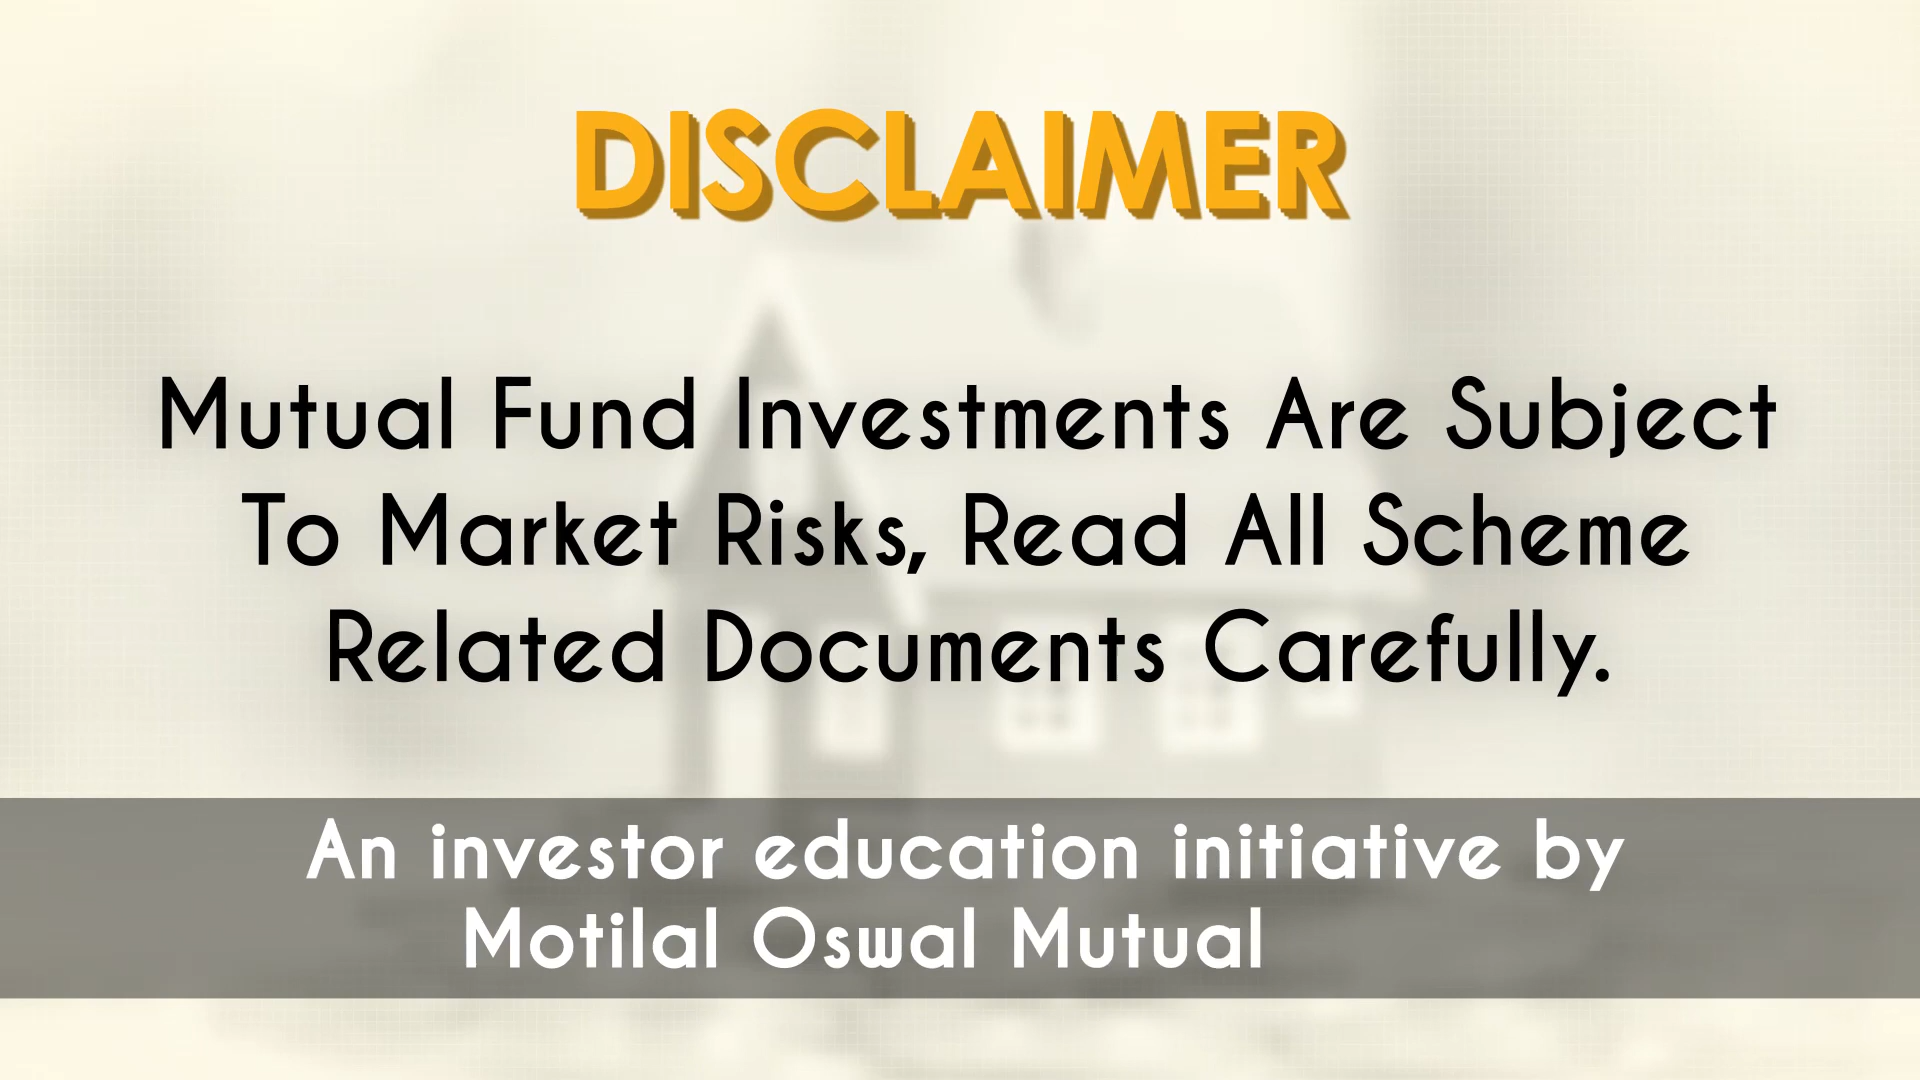 DISCLAIMER
Mutual Fund Investments Are Subject
To Market Risks, Read All Scheme
Related Documents Carefully.
An investor education initiative by
Motilal Oswal Mutual